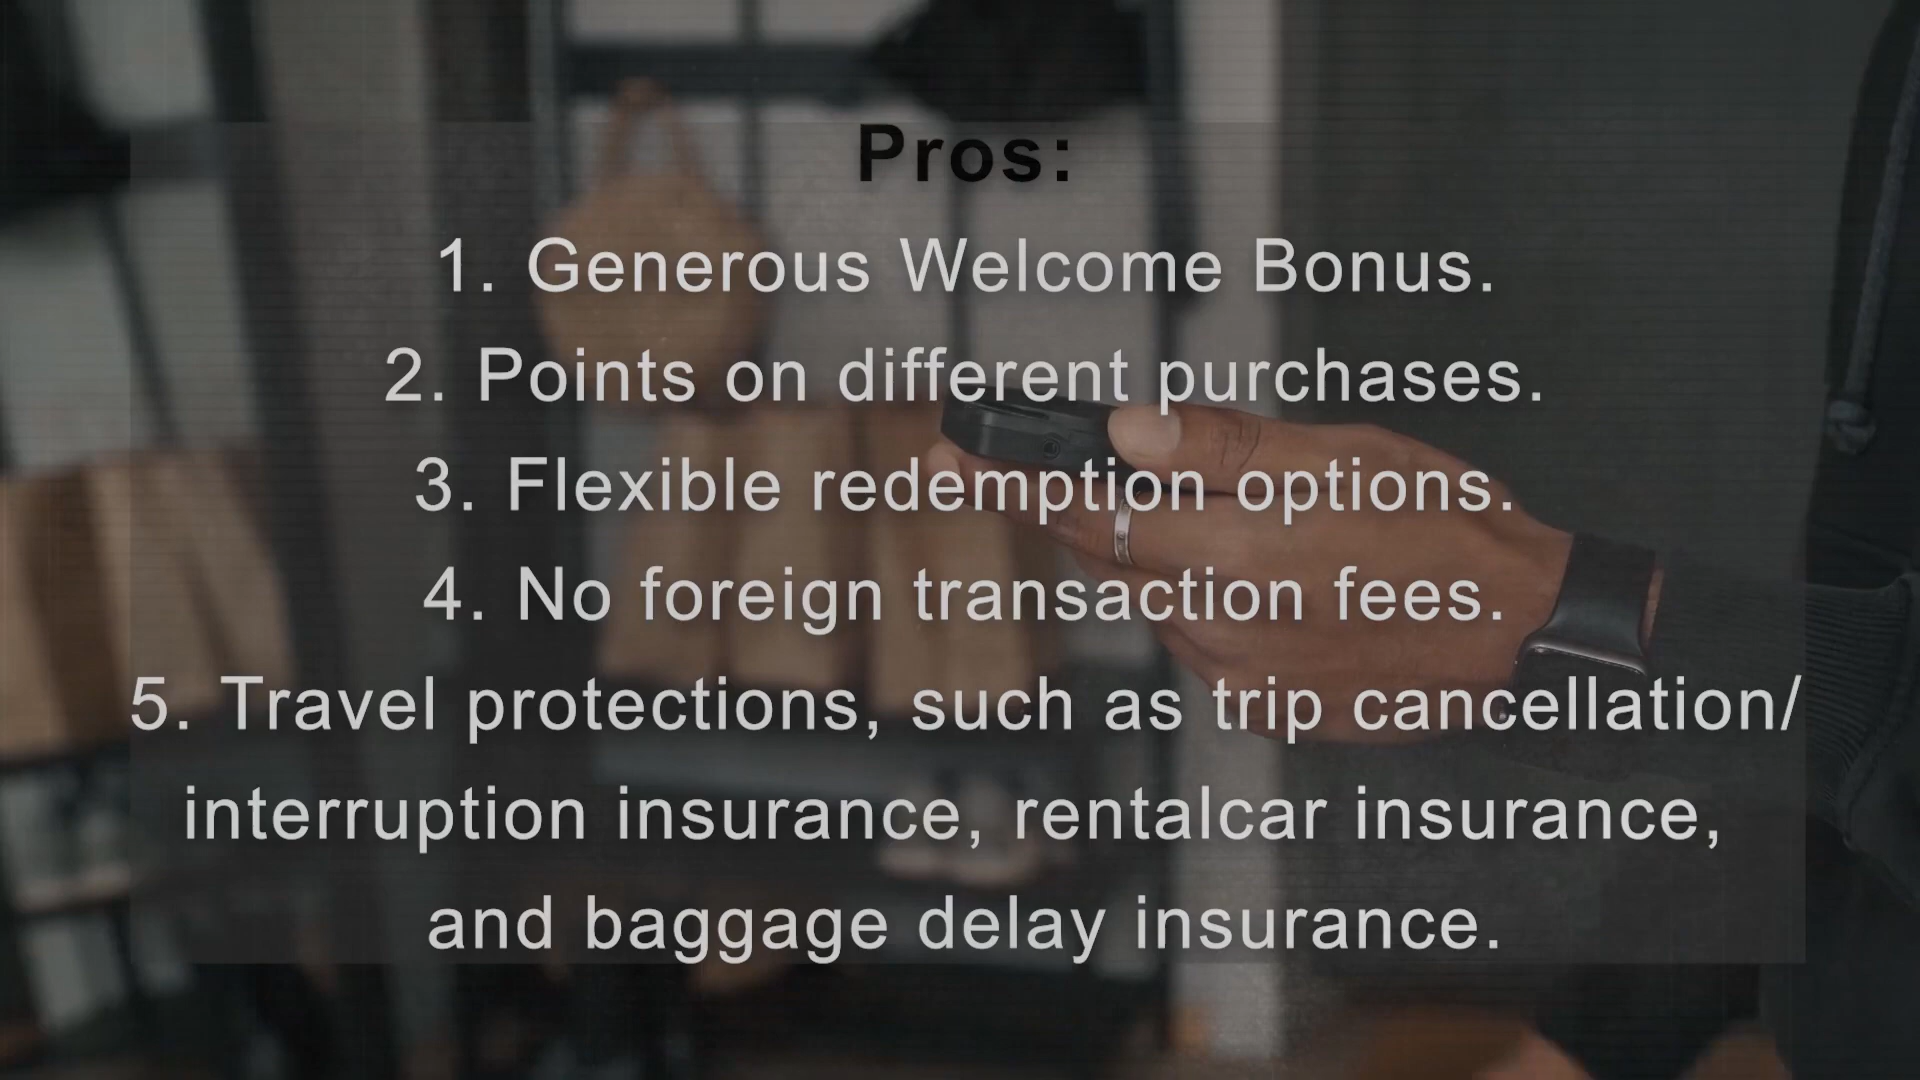 Pros:
1. Generous Welcome Bonus.
2. Points on different purchases.
3. Flexible redemption options.
4. No foreign transaction fees.
5. Travel protections, such as trip cancellation/
interruption insurance, rentalcar insurance,
and baggage delay insurance.